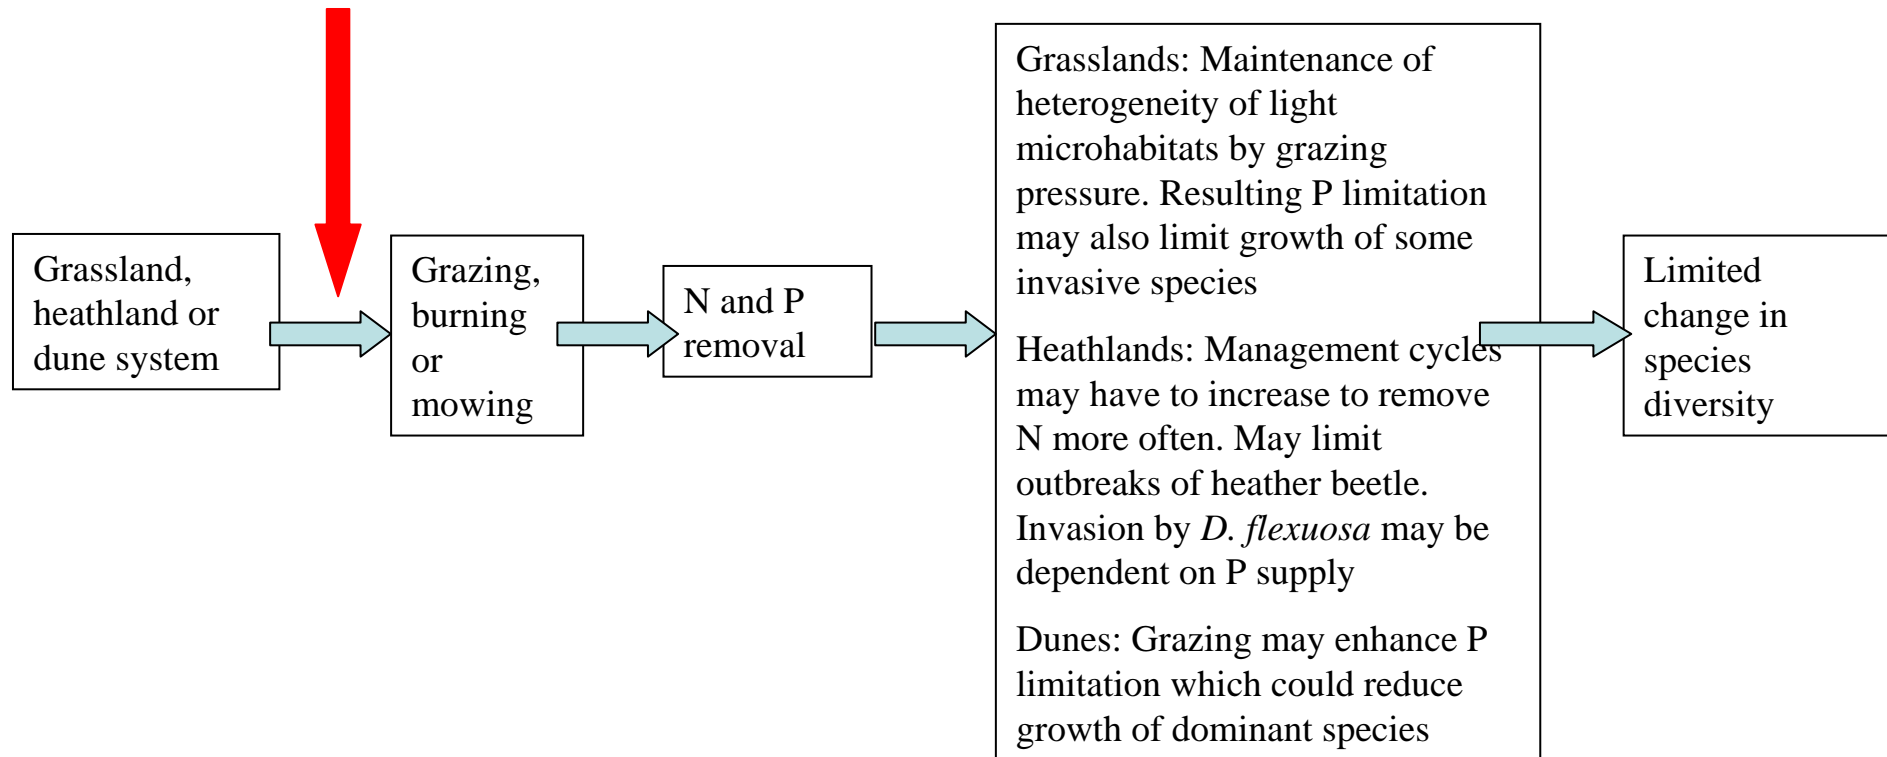 Grassland,
heathland or
dune system
Grazing,
burning
or
mowing
N and P
removal
Grasslands: Maintenance of
heterogeneity of light
microhabitats by grazing
pressure. Resulting P limitation
may also limit growth of some
invasive species
Heathlands: Management cycles
may have to increase to remove
N more often. May limit
outbreaks of heather beetle.
Invasion by D. flexuosa may be
dependent on P supply
Dunes: Grazing may enhance P
limitation which could reduce
growth of dominant species
Limited
change in
species
diversity